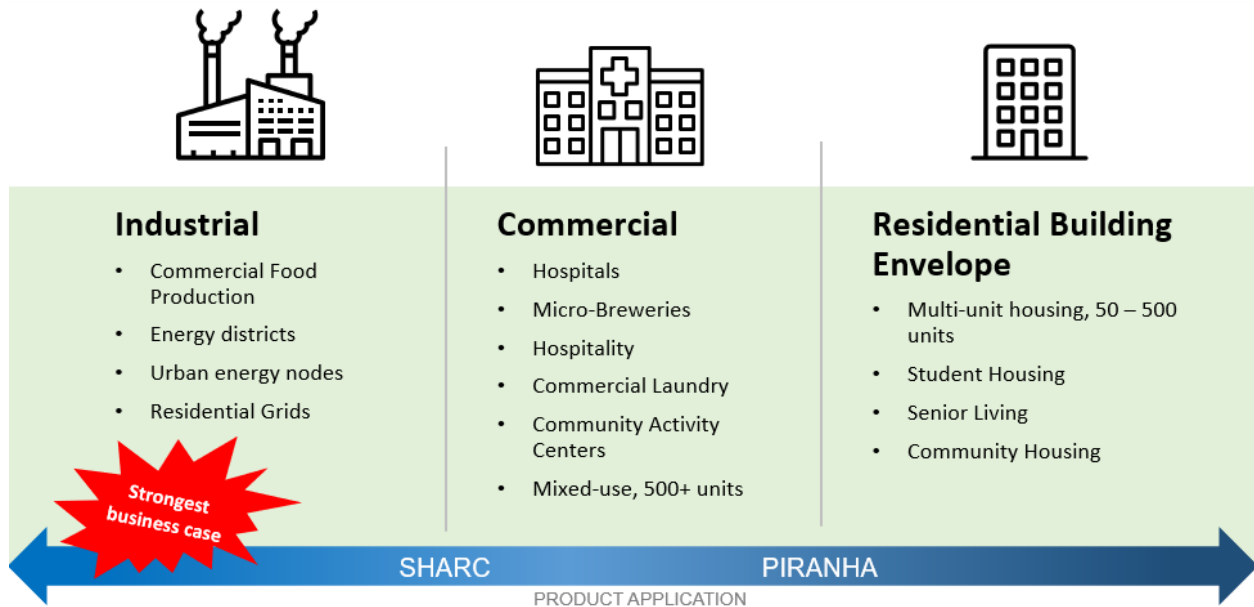 Industrial
• Commercial Food
Production
• Energy districts
• Urban energy nodes
• Residential Grids
Strongest
business case
Commercial
• Hospitals
• Micro-Breweries
• Hospitality
• Commercial Laundry
• Community Activity
Centers
• Mixed-use, 500+ units
Residential Building
Envelope
• Multi-unit housing, 50 – 500
units
• Student Housing
• Senior Living
• Community Housing
SHARC
PIRANHA
PRODUCT APPLICATION